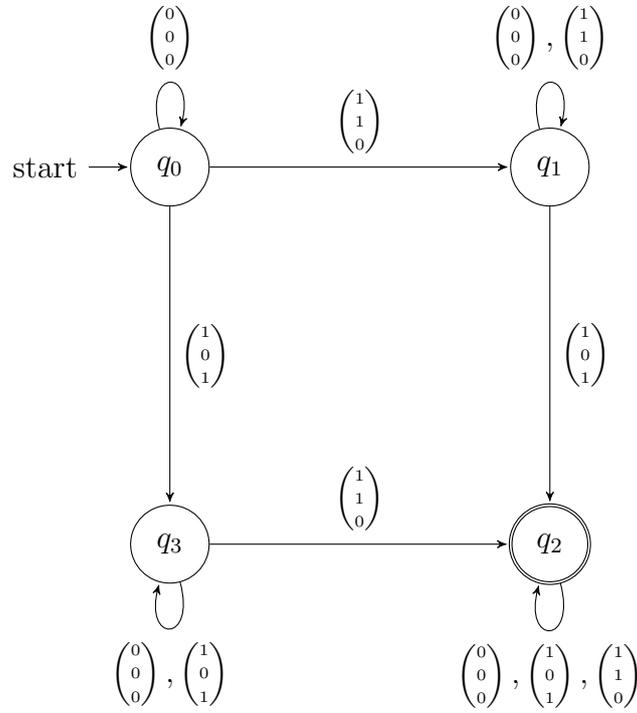 (0 0 0)
(0 0 0) , (1 1 0)
(1 1 0)
start q0 q1
(1 0 1) (1 0 1)
(1 1 0)
q3 q2
(0 0 0) , (1 0 1)
(0 0 0) , (1 0 1) , (1 1 0)